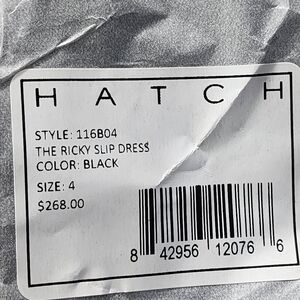 HATCH
STYLE: 116B04
THE RICKY SLIP DRESS
COLOR: BLACK
SIZE: 4
$268.00
8 42956 12076 6